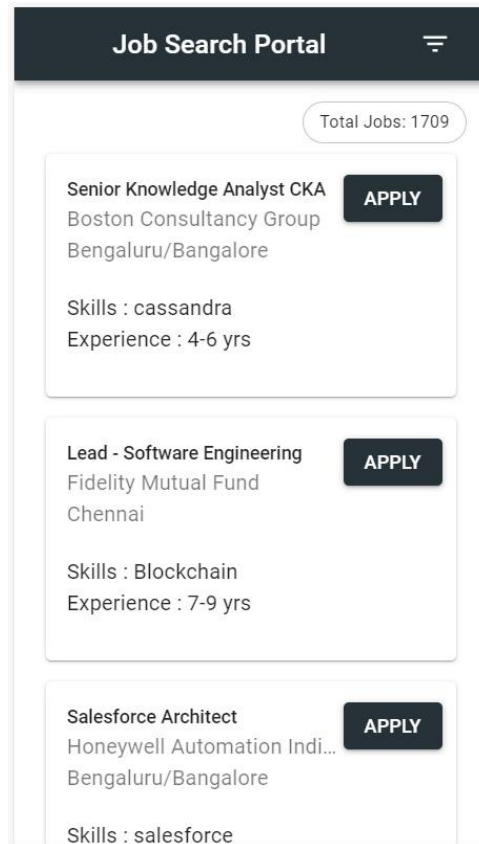 Job Search Portal
Total Jobs: 1709
Senior Knowledge Analyst CKA
APPLY
Boston Consultancy Group
Bengaluru/Bangalore
Skills : cassandra
Experience : 4-6 yrs
Lead - Software Engineering
APPLY
Fidelity Mutual Fund
Chennai
Skills : Blockchain
Experience : 7-9 yrs
Salesforce Architect
APPLY
Honeywell Automation Indi...
Bengaluru/Bangalore
Skills : salesforce